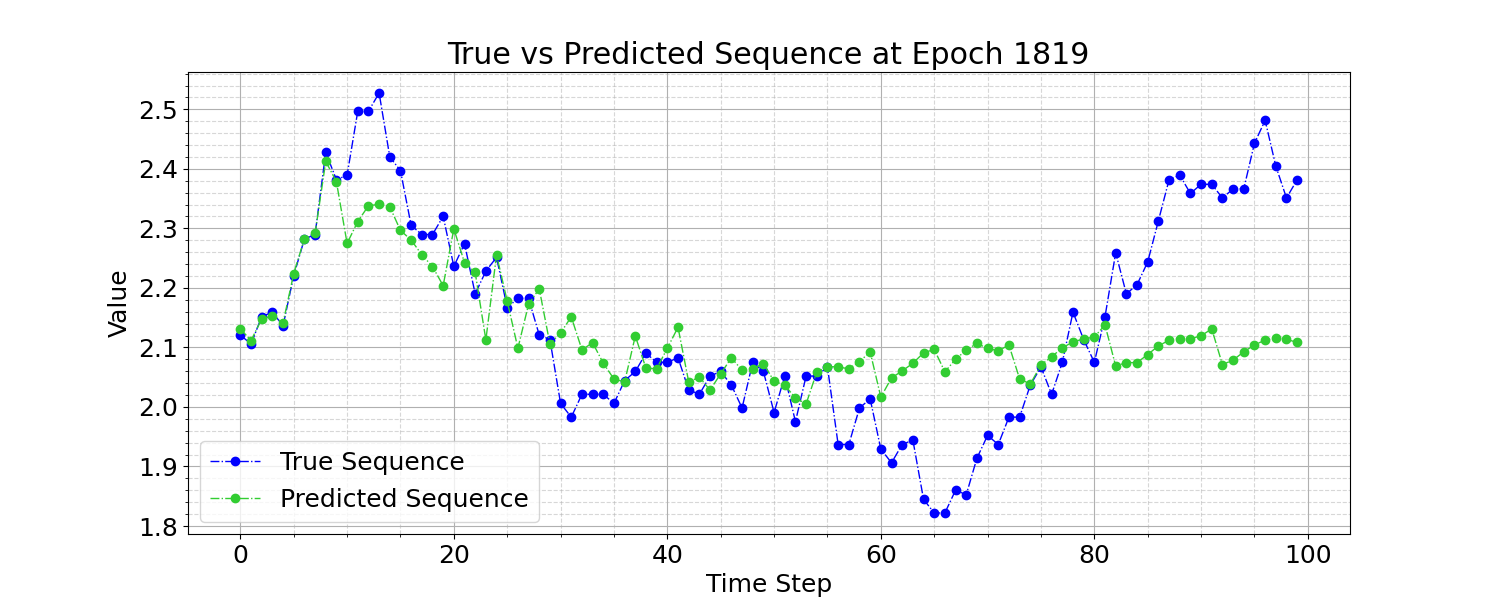 True vs Predicted Sequence at Epoch 1819
2.5
2.4
2.3
2.2
2.1
2.0
1.9
1.8
Value
True Sequence
Predicted Sequence
0 20 40 60 80 100
Time Step